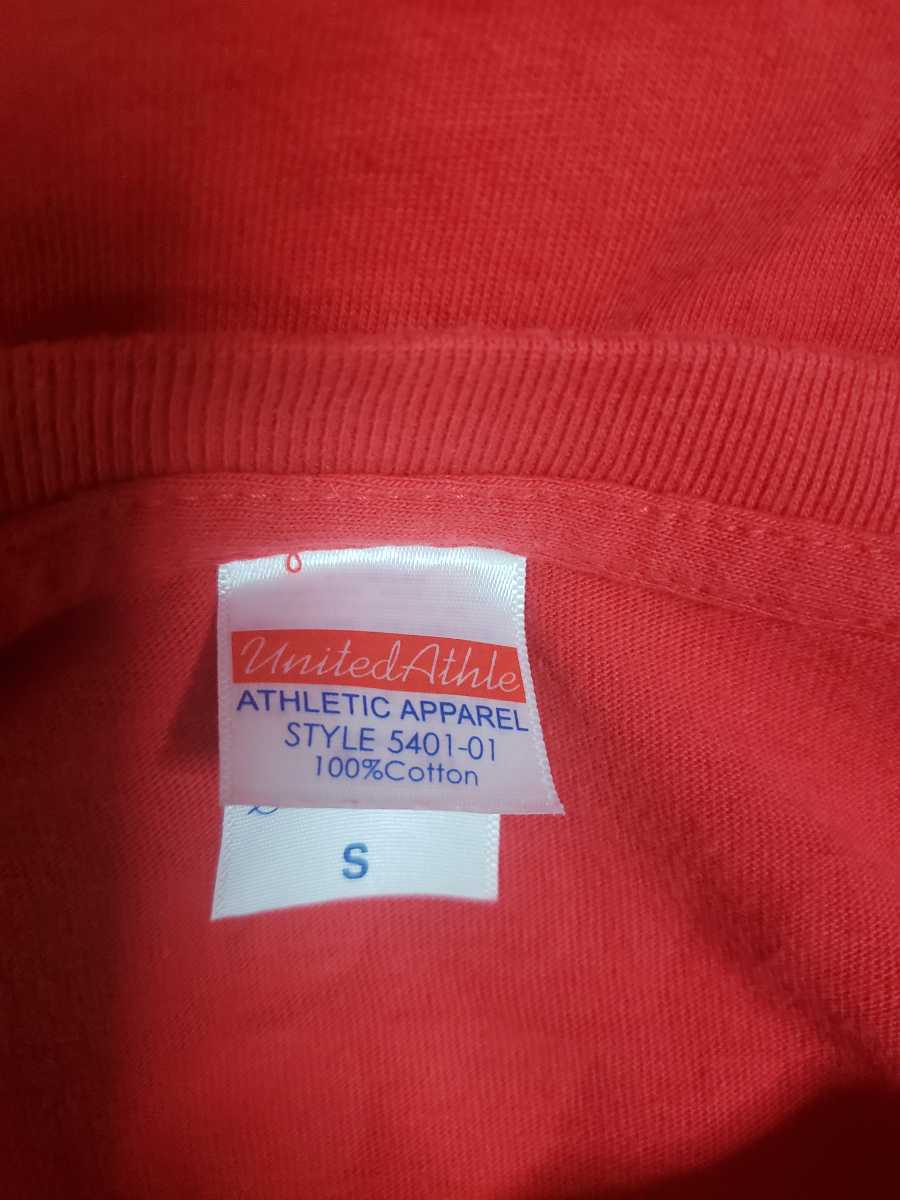 UnitedAthle
ATHLETIC APPAREL
STYLE 5401-01
100%Cotton
S